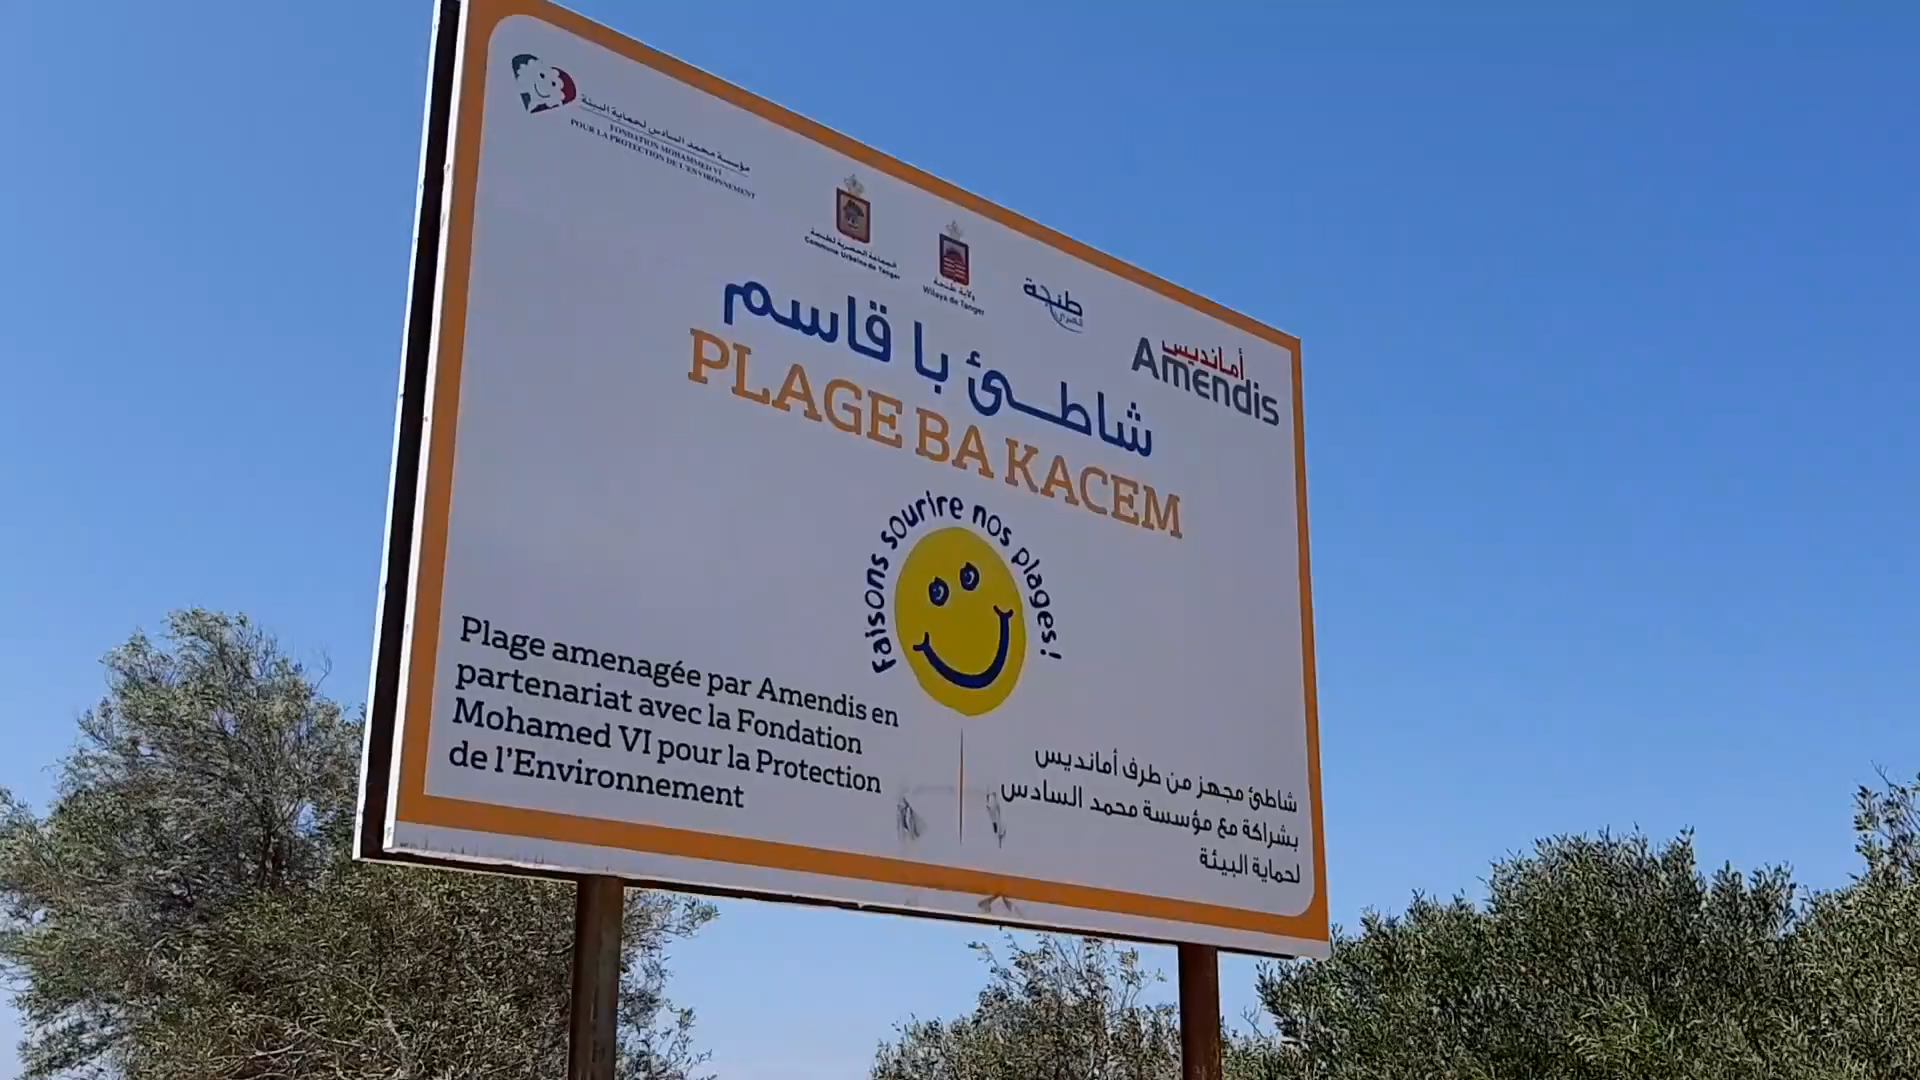 مؤسسة محمد السادس لحماية البيئة
FONDATION MOHAMMED VI
POUR LA PROTECTION DE L'ENVIRONNEMENT
الجماعة الحضرية لطنجة
Commune Urbaine de Tanger
ولاية طنجة
Wilaya de Tanger
طنجة
الكبرى
أمانديس
Amendis
شاطئ با قاسم
PLAGE BA KACEM
Faisons sourire nos plages!
Plage amenagée par Amendis en
partenariat avec la Fondation
Mohamed VI pour la Protection
de l'Environnement
شاطئ مجهز من طرف أمانديس
بشراكة مع مؤسسة محمد السادس
لحماية البيئة